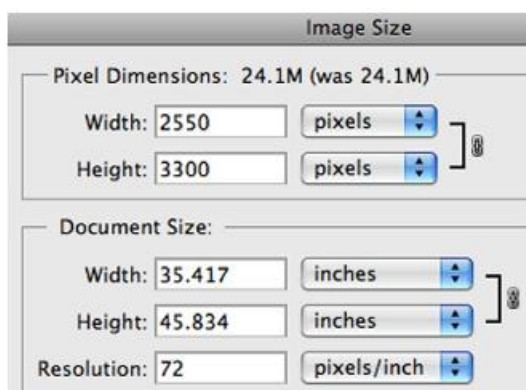 Image Size
Pixel Dimensions: 24.1M (was 24.1M)
Width: 2550 pixels
Height: 3300 pixels
Document Size:
Width: 35.417 inches
Height: 45.834 inches
Resolution: 72 pixels/inch